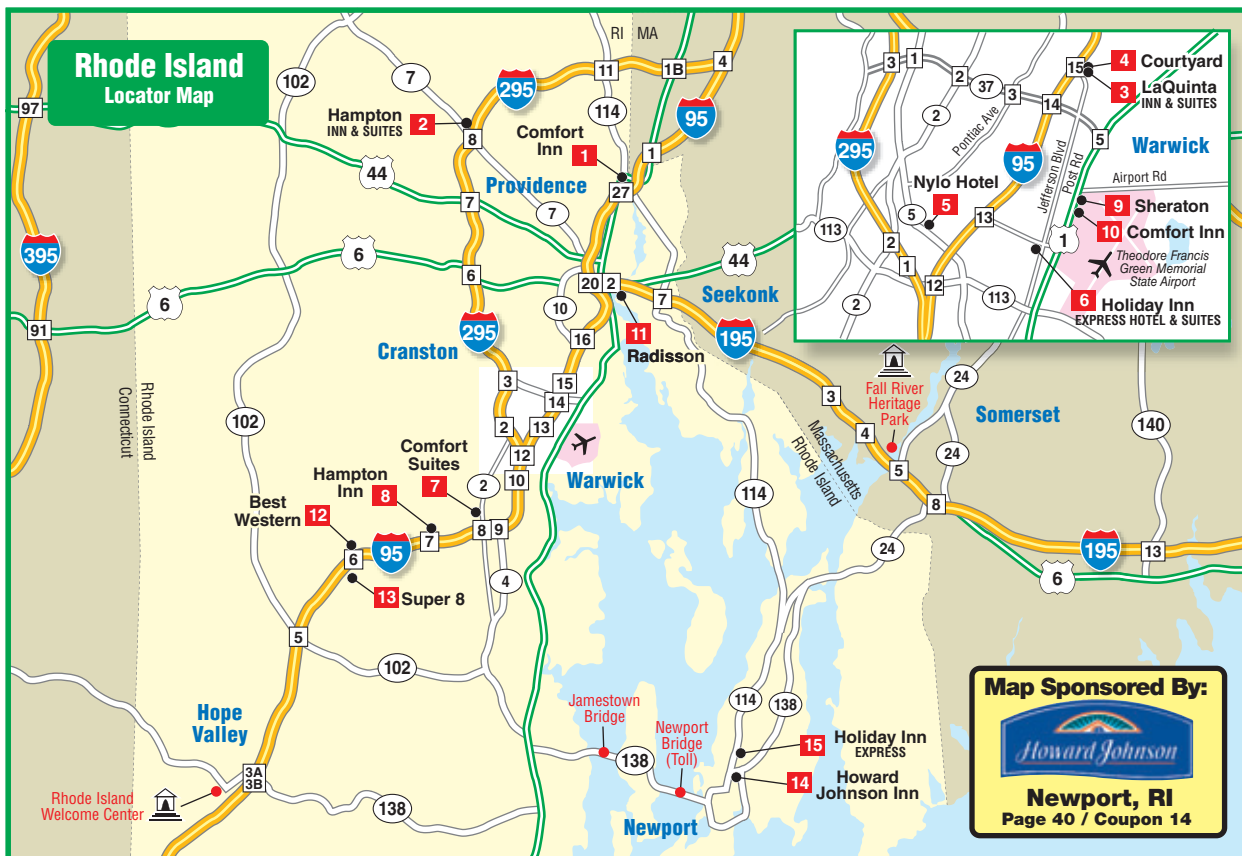 Rhode Island
Locator Map
RI
MA
102
7
295
11
1B
4
114
95
97
Hampton
INN & SUITES
2
8
Comfort
Inn
1
1
27
44
Providence
7
7
395
6
6
6
44
20
2
7
Seekonk
10
91
295
11
Radisson
195
16
Cranston
3
15
14
2
13
12
10
Warwick
Rhode Island
Connecticut
102
Comfort
Suites
7
2
Hampton
Inn
8
Best
Western
12
6
95
7
8
9
13
Super 8
4
5
102
Hope
Valley
3A
3B
Rhode Island
Welcome Center
138
Jamestown
Bridge
138
Newport
Bridge
(Toll)
Newport
114
138
15
Holiday Inn
EXPRESS
14
Howard
Johnson Inn
114
Massachusetts
Rhode Island
3
4
Fall River
Heritage
Park
5
24
24
24
Somerset
140
8
195
13
6
3
1
2
37
3
15
4
Courtyard
3
LaQuinta
INN & SUITES
14
2
Pontiac Ave
5
Warwick
295
95
Jefferson Blvd
Post Rd
Airport Rd
Nylo Hotel
5
5
13
9
Sheraton
10
Comfort Inn
1
Theodore Francis
Green Memorial
State Airport
113
2
1
12
2
113
6
Holiday Inn
EXPRESS HOTEL & SUITES
Map Sponsored By:
Howard Johnson
Newport, RI
Page 40 / Coupon 14